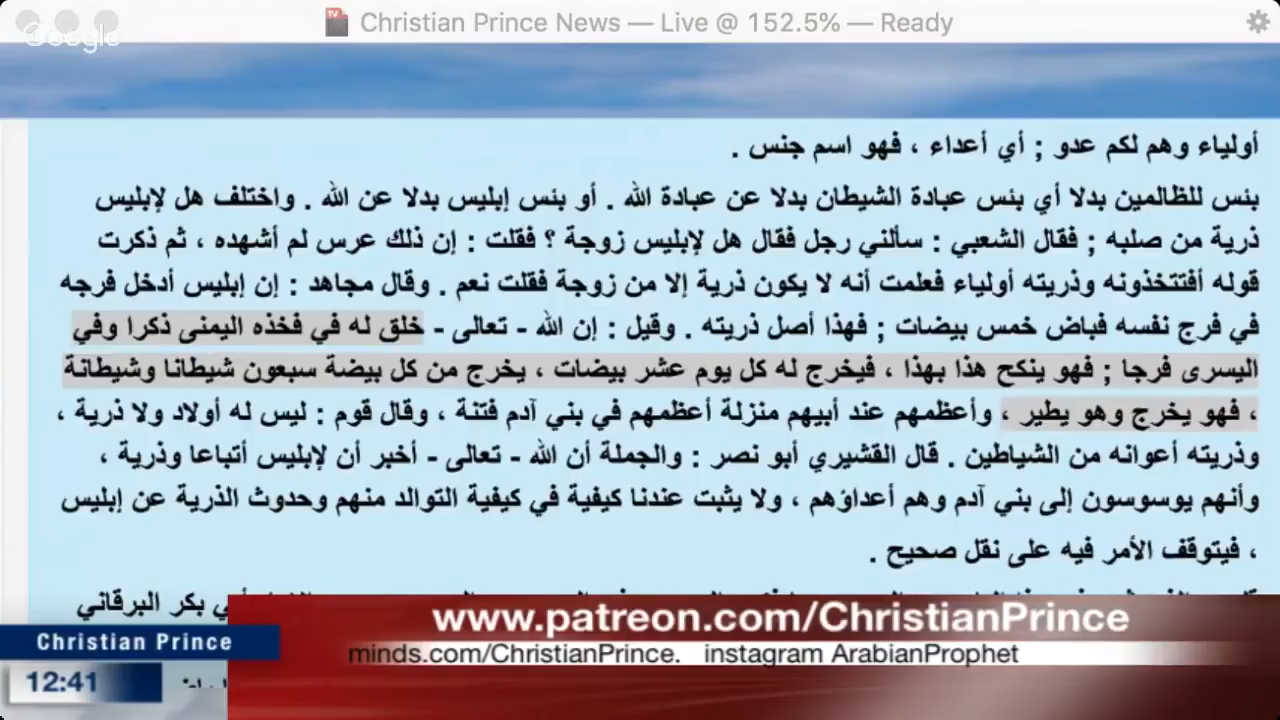 Christian Prince News — Live @ 152.5% — Ready
Google
أولياء وهم لكم عدو ; أي أعداء ، فهو اسم جنس .
بئس للظالمين بدلا أي بئس عبادة الشيطان بدلا عن عبادة الله . أو بئس إبليس بدلا عن الله . واختلف هل لإبليس
ذرية من صلبه ; فقال الشعبي : سألني رجل فقال هل لإبليس زوجة ؟ فقلت : إن ذلك عرس لم أشهده ، ثم ذكرت
قوله أفتتخذونه وذريته أولياء فعلمت أنه لا يكون ذرية إلا من زوجة فقلت نعم . وقال مجاهد : إن إبليس أدخل فرجه
في فرج نفسه فباض خمس بيضات ; فهذا أصل ذريته . وقيل : إن الله - تعالى - خلق له في فخذه اليمنى ذكرا وفي
اليسرى فرجا ; فهو ينكح هذا بهذا ، فيخرج له كل يوم عشر بيضات ، يخرج من كل بيضة سبعون شيطانا وشيطانة
، فهو يخرج وهو يطير ، وأعظمهم عند أبيهم منزلة أعظمهم في بني آدم فتنة ، وقال قوم : ليس له أولاد ولا ذرية ،
وذريته أعوانه من الشياطين . قال القشيري أبو نصر : والجملة أن الله - تعالى - أخبر أن لإبليس أتباعا وذرية ،
وأنهم يوسوسون إلى بني آدم وهم أعداؤهم ، ولا يثبت عندنا كيفية في كيفية التوالد منهم وحدوث الذرية عن إبليس
، فيتوقف الأمر فيه على نقل صحيح .
بكر البرقاني
www.patreon.com/ChristianPrince
Christian Prince
minds.com/ChristianPrince. instagram ArabianProphet
12:41